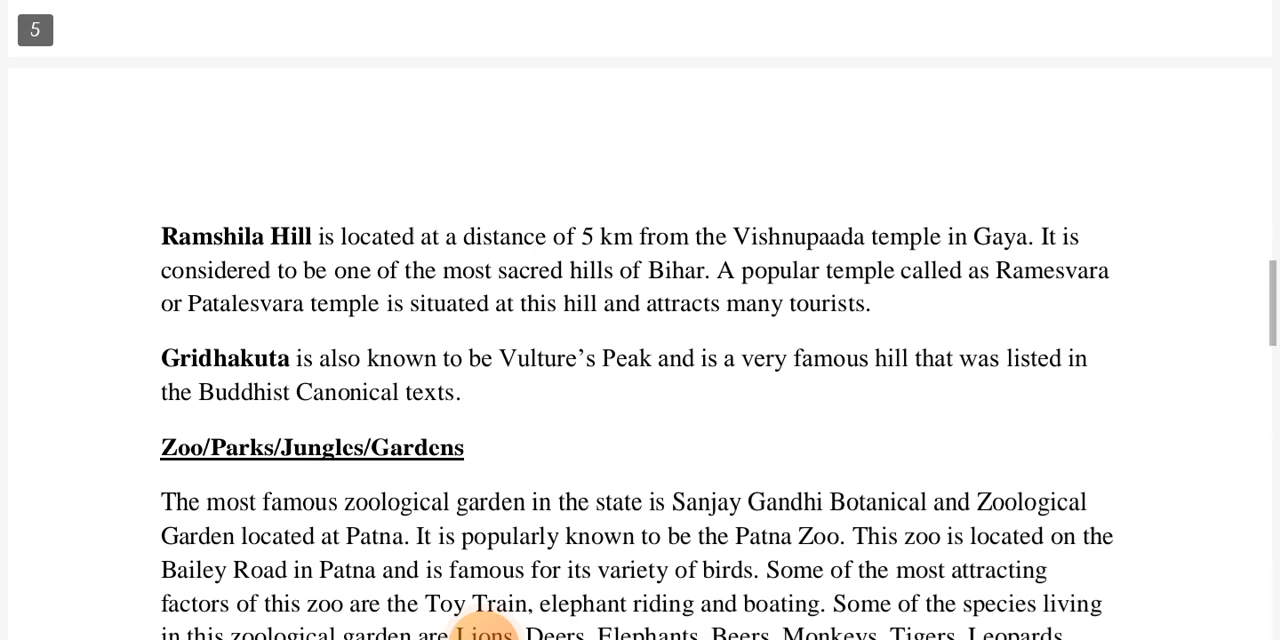 5
Ramshila Hill is located at a distance of 5 km from the Vishnupaada temple in Gaya. It is
considered to be one of the most sacred hills of Bihar. A popular temple called as Ramesvara
or Patalesvara temple is situated at this hill and attracts many tourists.
Gridhakuta is also known to be Vulture’s Peak and is a very famous hill that was listed in
the Buddhist Canonical texts.
Zoo/Parks/Jungles/Gardens
The most famous zoological garden in the state is Sanjay Gandhi Botanical and Zoological
Garden located at Patna. It is popularly known to be the Patna Zoo. This zoo is located on the
Bailey Road in Patna and is famous for its variety of birds. Some of the most attracting
factors of this zoo are the Toy Train, elephant riding and boating. Some of the species living
in this zoological garden are Lions, Deers, Elephants, Beers, Monkeys, Tigers, Leopards,